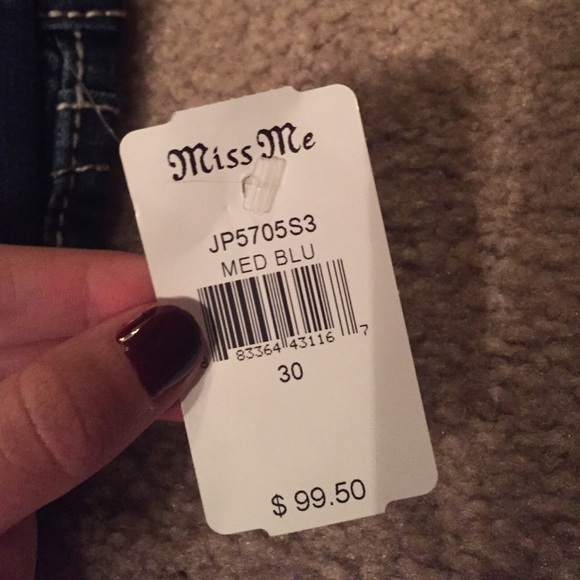 Miss Me
JP5705S3
MED BLU
83364 43116 7
30
$ 99.50